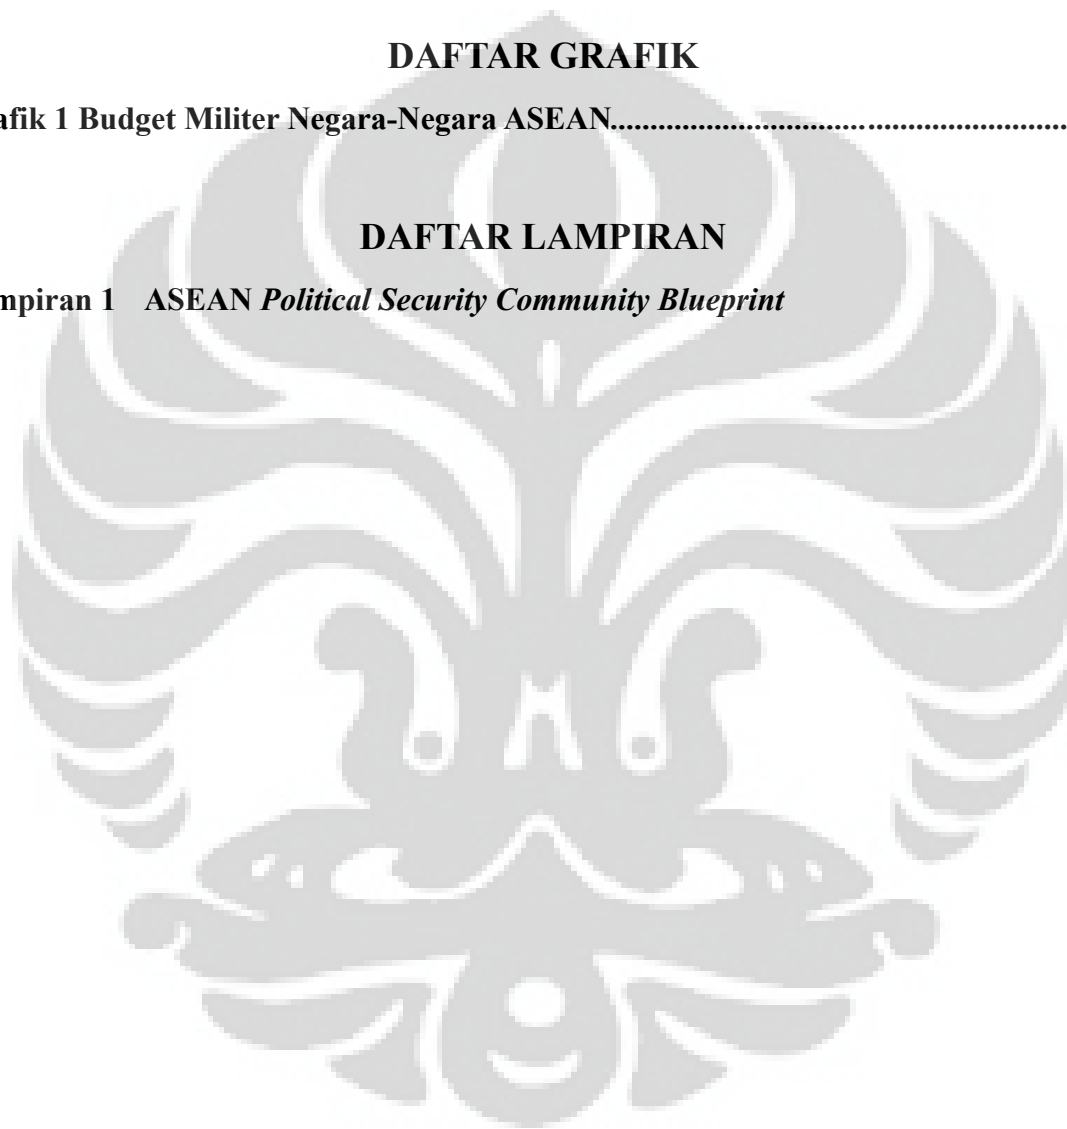 DAFTAR GRAFIK
afik 1 Budget Militer Negara-Negara ASEAN..........................................................
DAFTAR LAMPIRAN
mpiran 1 ASEAN Political Security Community Blueprint